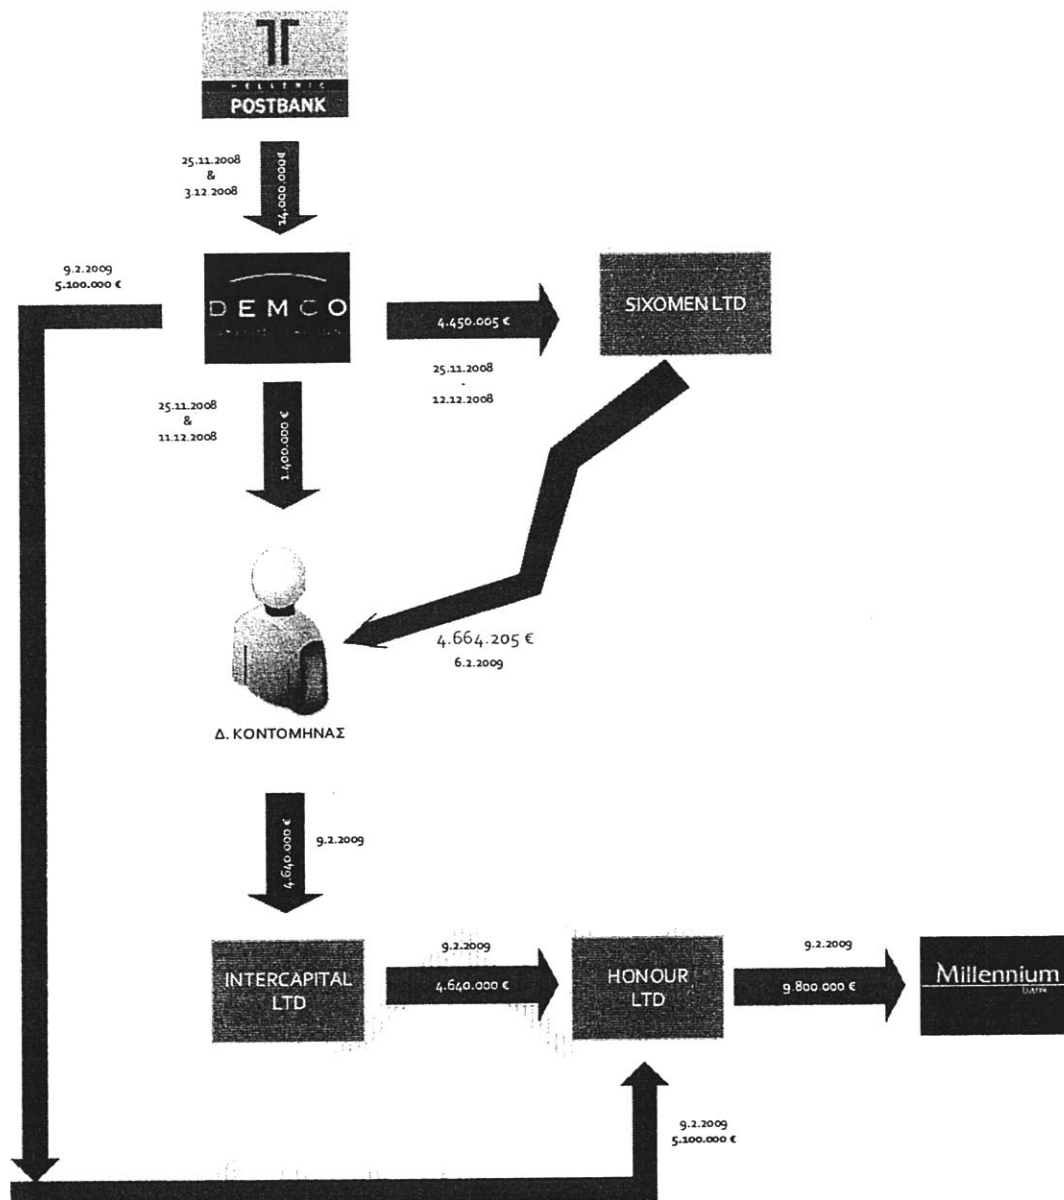 HELLENIC
POSTBANK
25.11.2008
&
3.12.2008
14.000.000€
9.2.2009
5.100.000 €
DEMCO
4.450.005 €
SIXOMEN LTD
25.11.2008
-
12.12.2008
25.11.2008
&
11.12.2008
1.400.000 €
4.664.205 €
6.2.2009
Δ. ΚΟΝΤΟΜΗΝΑΣ
4.640.000 €
9.2.2009
INTERCAPITAL
LTD
9.2.2009
4.640.000 €
HONOUR
LTD
9.2.2009
9.800.000 €
Millennium
BANK
9.2.2009
5.100.000 €